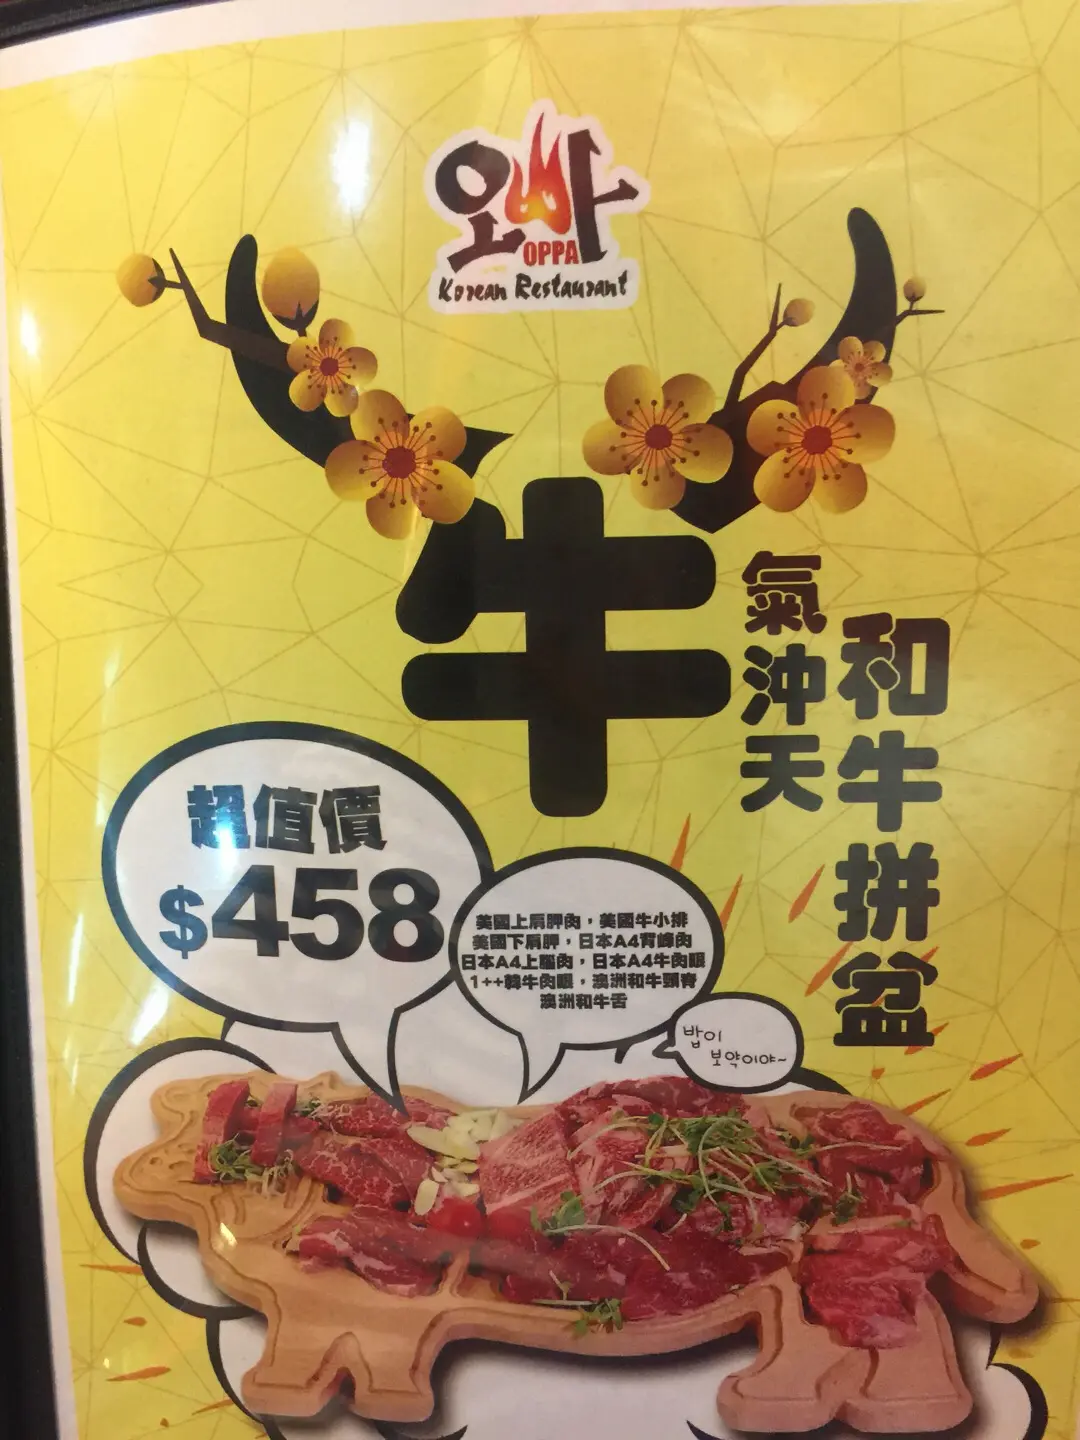 오빠
OPPA
Korean Restaurant
牛
氣沖天
和牛拼盆
超值價
$458
美國上肩胛肉，美國牛小排
美國下肩胛，日本A4背峰肉
日本A4上腦肉，日本A4牛肉眼
1++韓牛肉眼，澳洲和牛頸脊
澳洲和牛舌
밥이
보약이야~